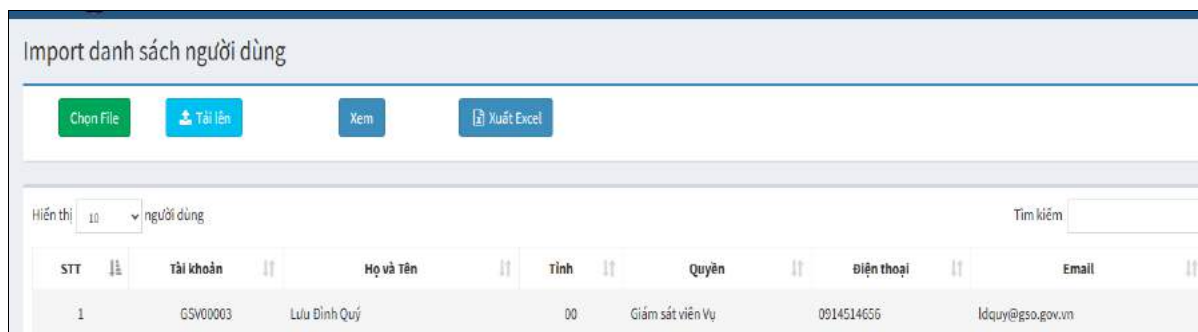 Import danh sách người dùng
Chọn File Tải lên Xem Xuất Excel
Hiển thị 10 người dùng Tìm kiếm
STT Tài khoản Họ và Tên Tỉnh Quyền Điện thoại Email
1 GSV00003 Lưu Đình Quý 00 Giám sát viên Vụ 0914514656 ldquy@gso.gov.vn